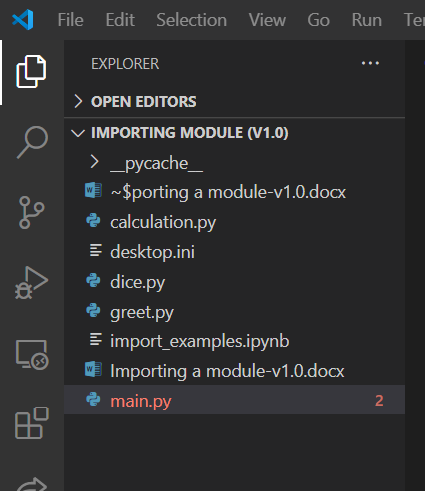 File Edit Selection View Go Run Ter
EXPLORER ...
OPEN EDITORS
IMPORTING MODULE (V1.0)
__pycache__
~$porting a module-v1.0.docx
calculation.py
desktop.ini
dice.py
greet.py
import_examples.ipynb
Importing a module-v1.0.docx
main.py 2